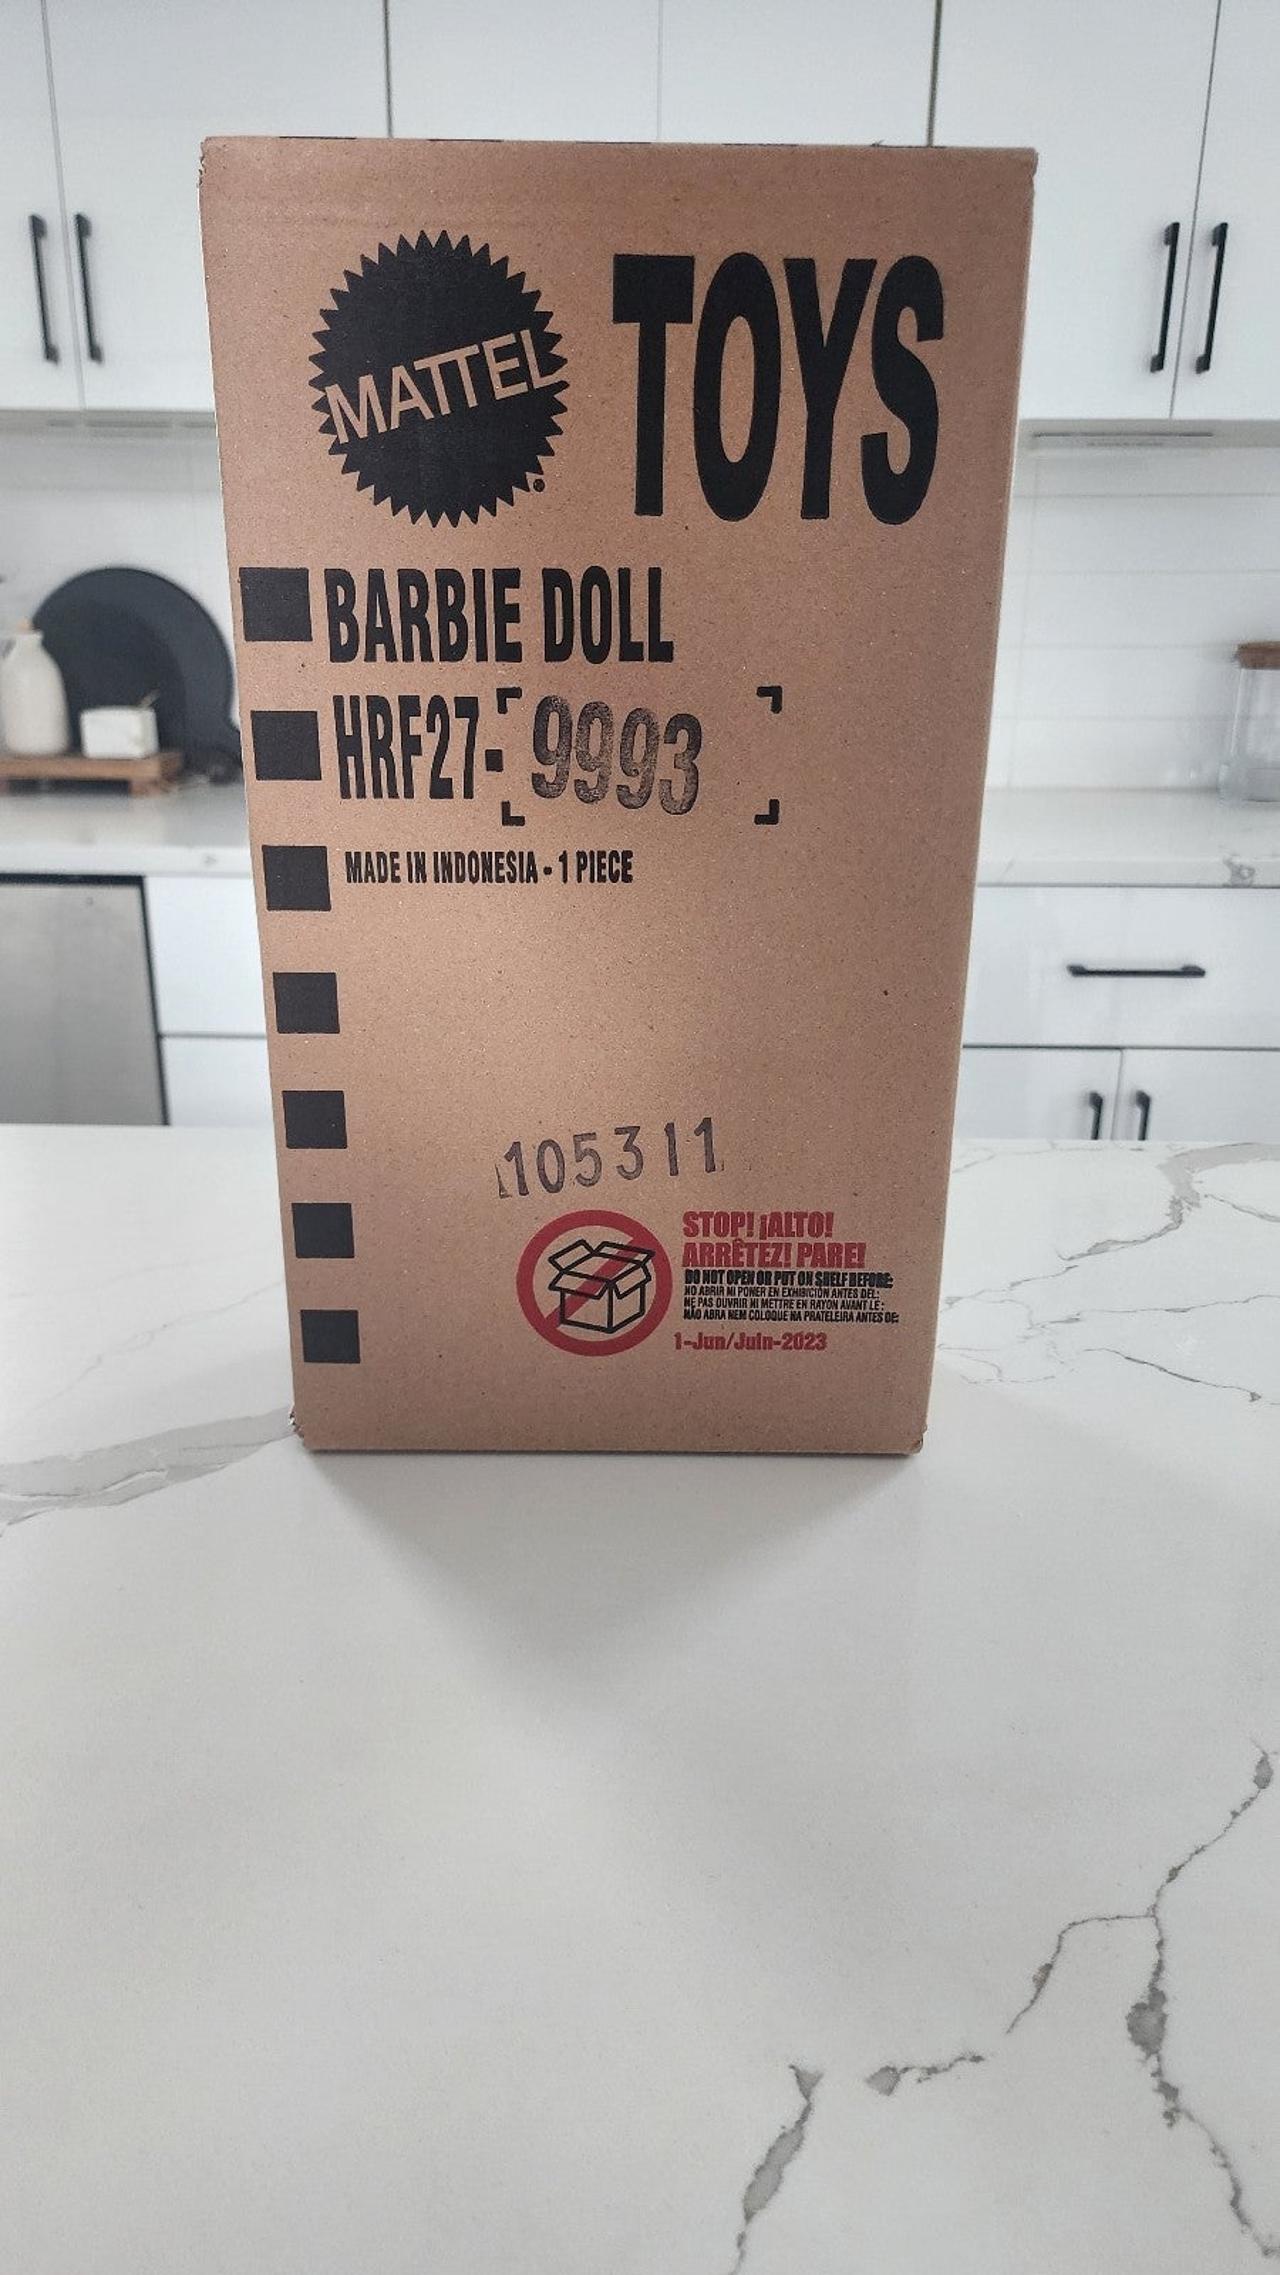 MATTEL TOYS
BARBIE DOLL
HRF27- 9993
MADE IN INDONESIA - 1 PIECE
105311
STOP! ¡ALTO!
ARRÊTEZ! PARE!
DO NOT OPEN OR PUT ON SHELF BEFORE:
NO ABRIR NI PONER EN EXHIBICIÓN ANTES DEL:
NE PAS OUVRIR NI METTRE EN RAYON AVANT LE :
NÃO ABRA NEM COLOQUE NA PRATELEIRA ANTES DE:
1-Jun/Juin-2023